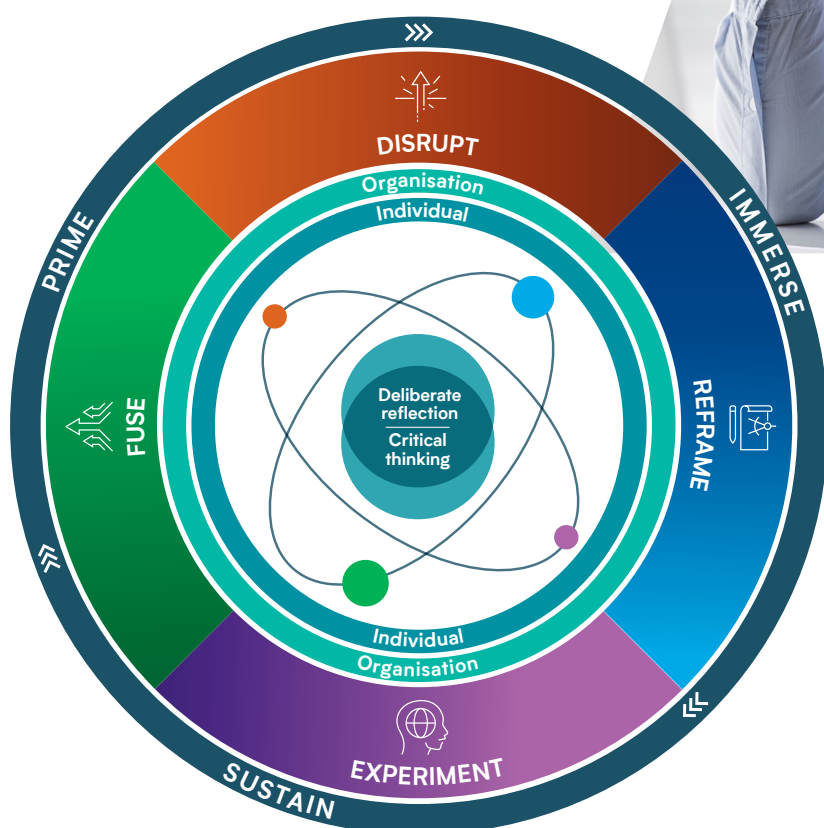 DISRUPT
Organisation
Individual
PRIME
IMMERSE
FUSE
Deliberate
reflection
Critical
thinking
REFRAME
Individual
Organisation
EXPERIMENT
SUSTAIN